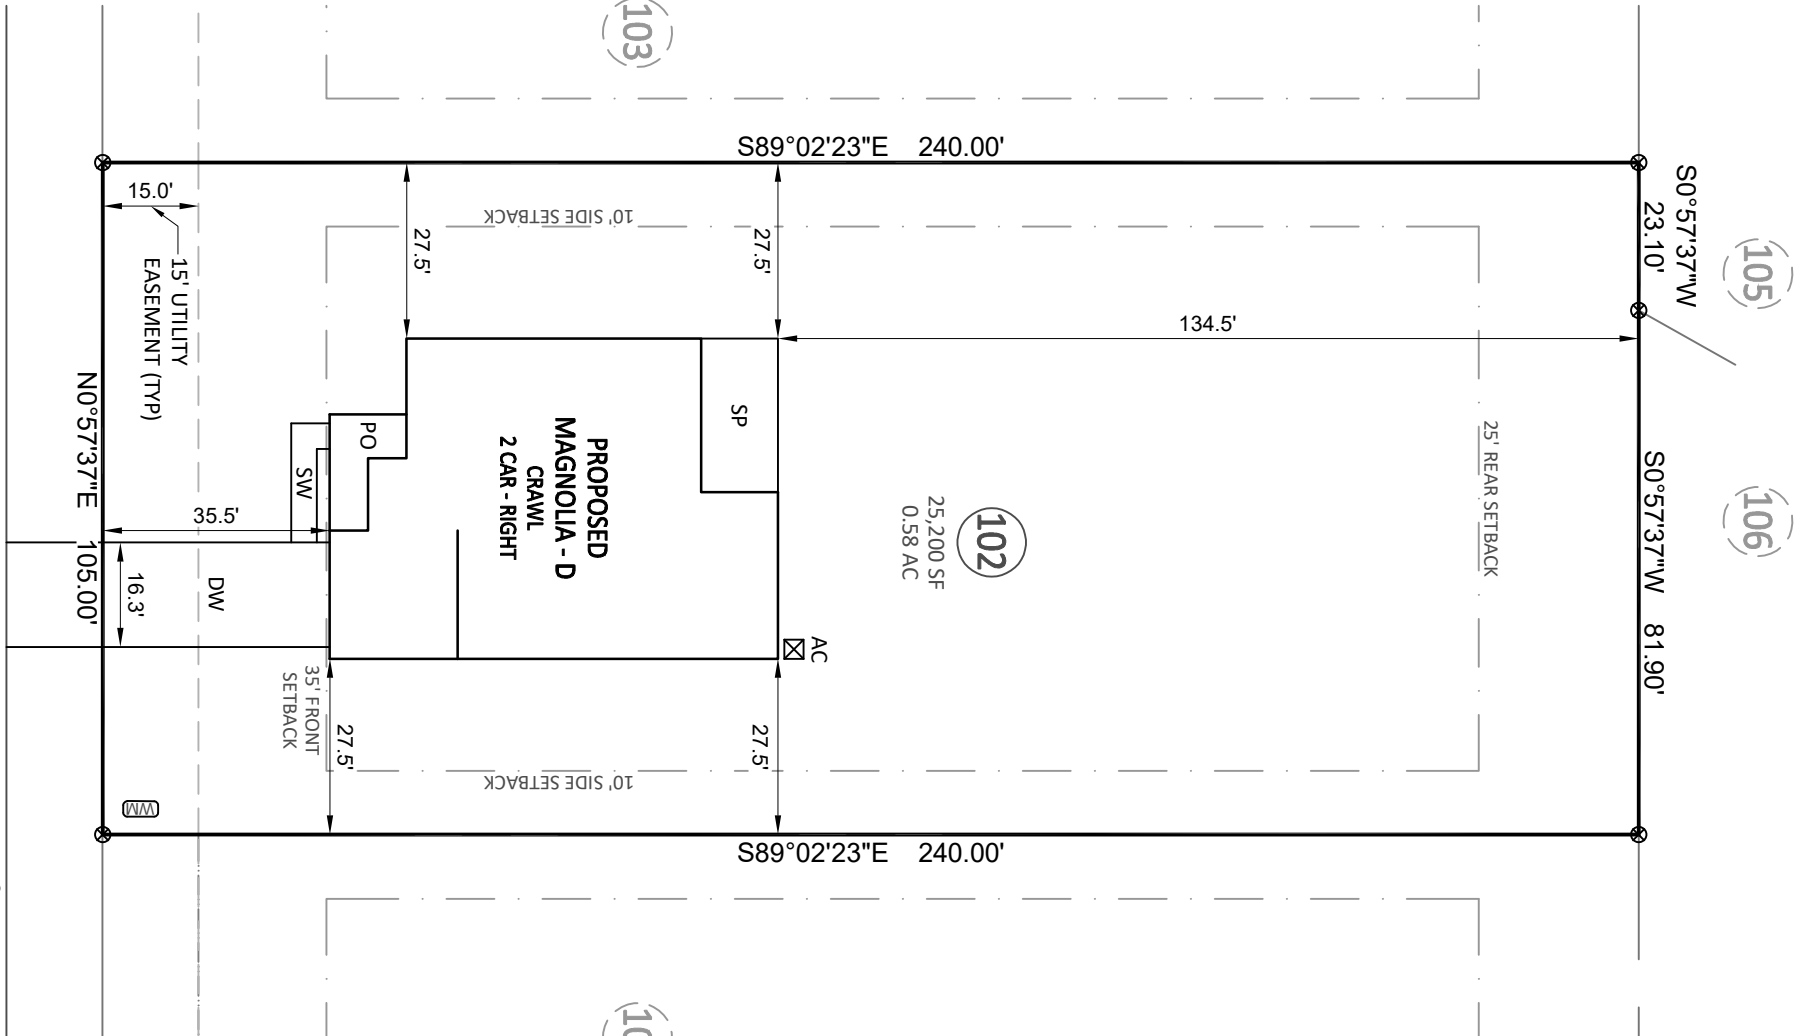 103
S89°02'23"E 240.00'
S0°57'37"W
23.10'
105
15.0'
15' UTILITY
EASEMENT (TYP)
10' SIDE SETBACK
27.5'
27.5'
134.5'
SP
PO
SW
PROPOSED
MAGNOLIA - D
CRAWL
2 CAR - RIGHT
102
25,200 SF
0.58 AC
25' REAR SETBACK
S0°57'37"W 81.90'
106
N0°57'37"E 105.00'
35.5'
16.3'
DW
AC
35' FRONT
SETBACK
27.5'
27.5'
10' SIDE SETBACK
WM
S89°02'23"E 240.00'